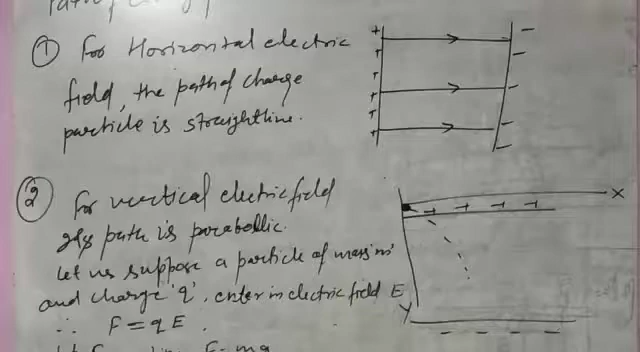 ① For Horizontal electric
field, the path of charge
particle is straight line.
② For vertical electric field
its path is parabolic.
Let us suppose a particle of mass 'm'
and charge 'q', enter in electric field E
∴ F = qE.
F = ma
+ + + + + + +
- - - - -
X
+ + + +
Y
- - - - -